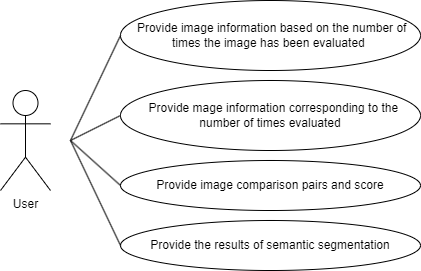 Provide image information based on the number of
times the image has been evaluated
Provide mage information corresponding to the
number of times evaluated
Provide image comparison pairs and score
User
Provide the results of semantic segmentation